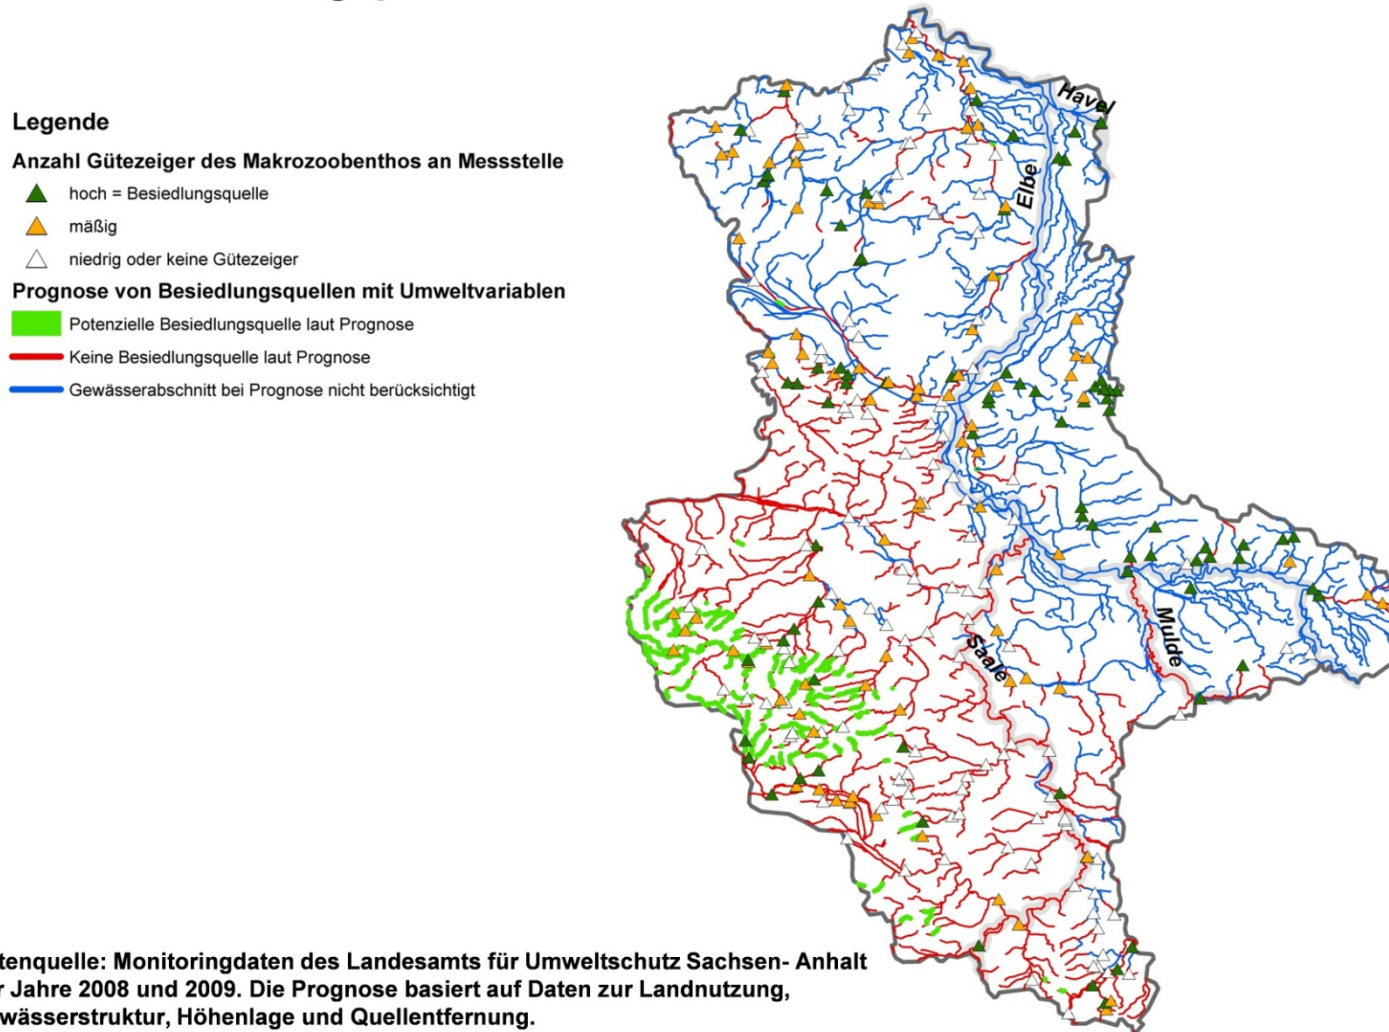 Legende
Anzahl Gütezeiger des Makrozoobenthos an Messstelle
hoch = Besiedlungsquelle
mäßig
niedrig oder keine Gütezeiger
Prognose von Besiedlungsquellen mit Umweltvariablen
Potenzielle Besiedlungsquelle laut Prognose
Keine Besiedlungsquelle laut Prognose
Gewässerabschnitt bei Prognose nicht berücksichtigt
Havel
Elbe
Mulde
Saale
tenquelle: Monitoringdaten des Landesamts für Umweltschutz Sachsen- Anhalt
r Jahre 2008 und 2009. Die Prognose basiert auf Daten zur Landnutzung,
wässerstruktur, Höhenlage und Quellentfernung.